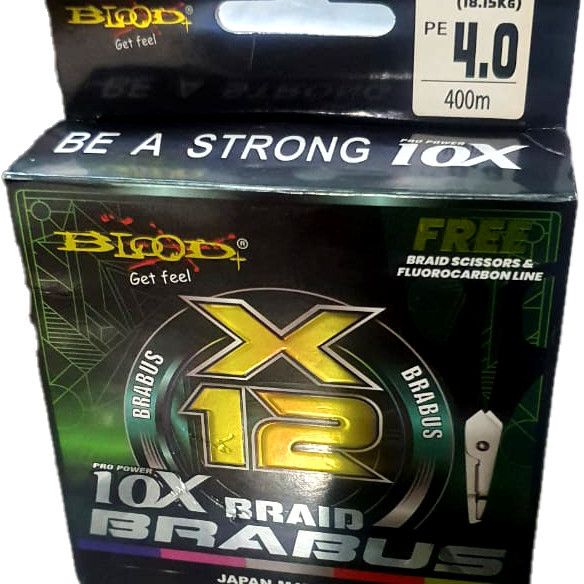 BLOOD®
Get feel
(18.15KG)
PE 4.0
400m
BE A STRONG
PRO POWER
10X
BLOOD®
Get feel
FREE
BRAID SCISSORS &
FLUOROCARBON LINE
X
12
BRABUS
BRABUS
PRO POWER
10X BRAID
BRABUS
JAPAN